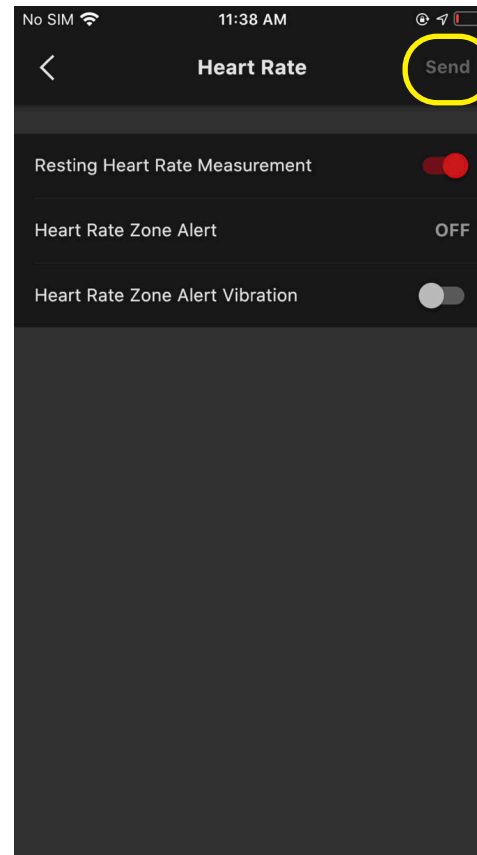 No SIM 11:38 AM
Heart Rate Send
Resting Heart Rate Measurement
Heart Rate Zone Alert OFF
Heart Rate Zone Alert Vibration